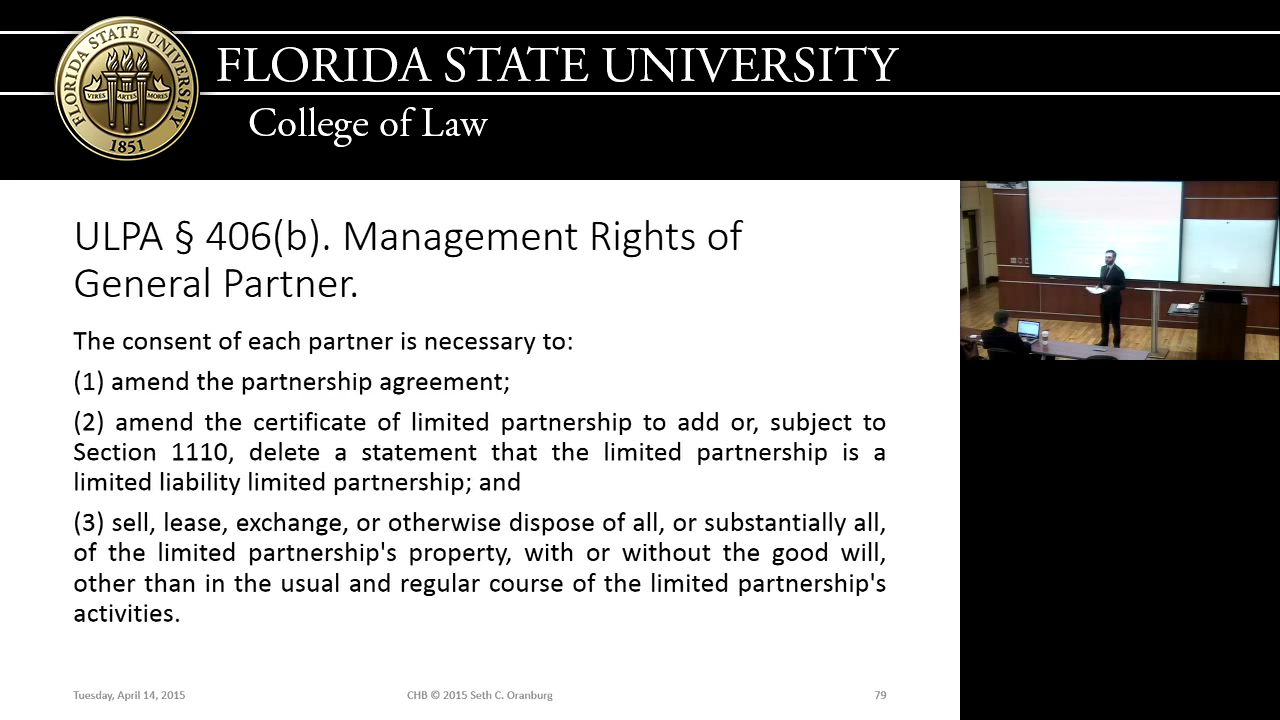 FLORIDA STATE UNIVERSITY
College of Law
FLORIDA STATE UNIVERSITY
VIRES ARTES MORES
1851
ULPA § 406(b). Management Rights of
General Partner.
The consent of each partner is necessary to:
(1) amend the partnership agreement;
(2) amend the certificate of limited partnership to add or, subject to
Section 1110, delete a statement that the limited partnership is a
limited liability limited partnership; and
(3) sell, lease, exchange, or otherwise dispose of all, or substantially all,
of the limited partnership's property, with or without the good will,
other than in the usual and regular course of the limited partnership's
activities.
Tuesday, April 14, 2015
CHB © 2015 Seth C. Oranburg
79